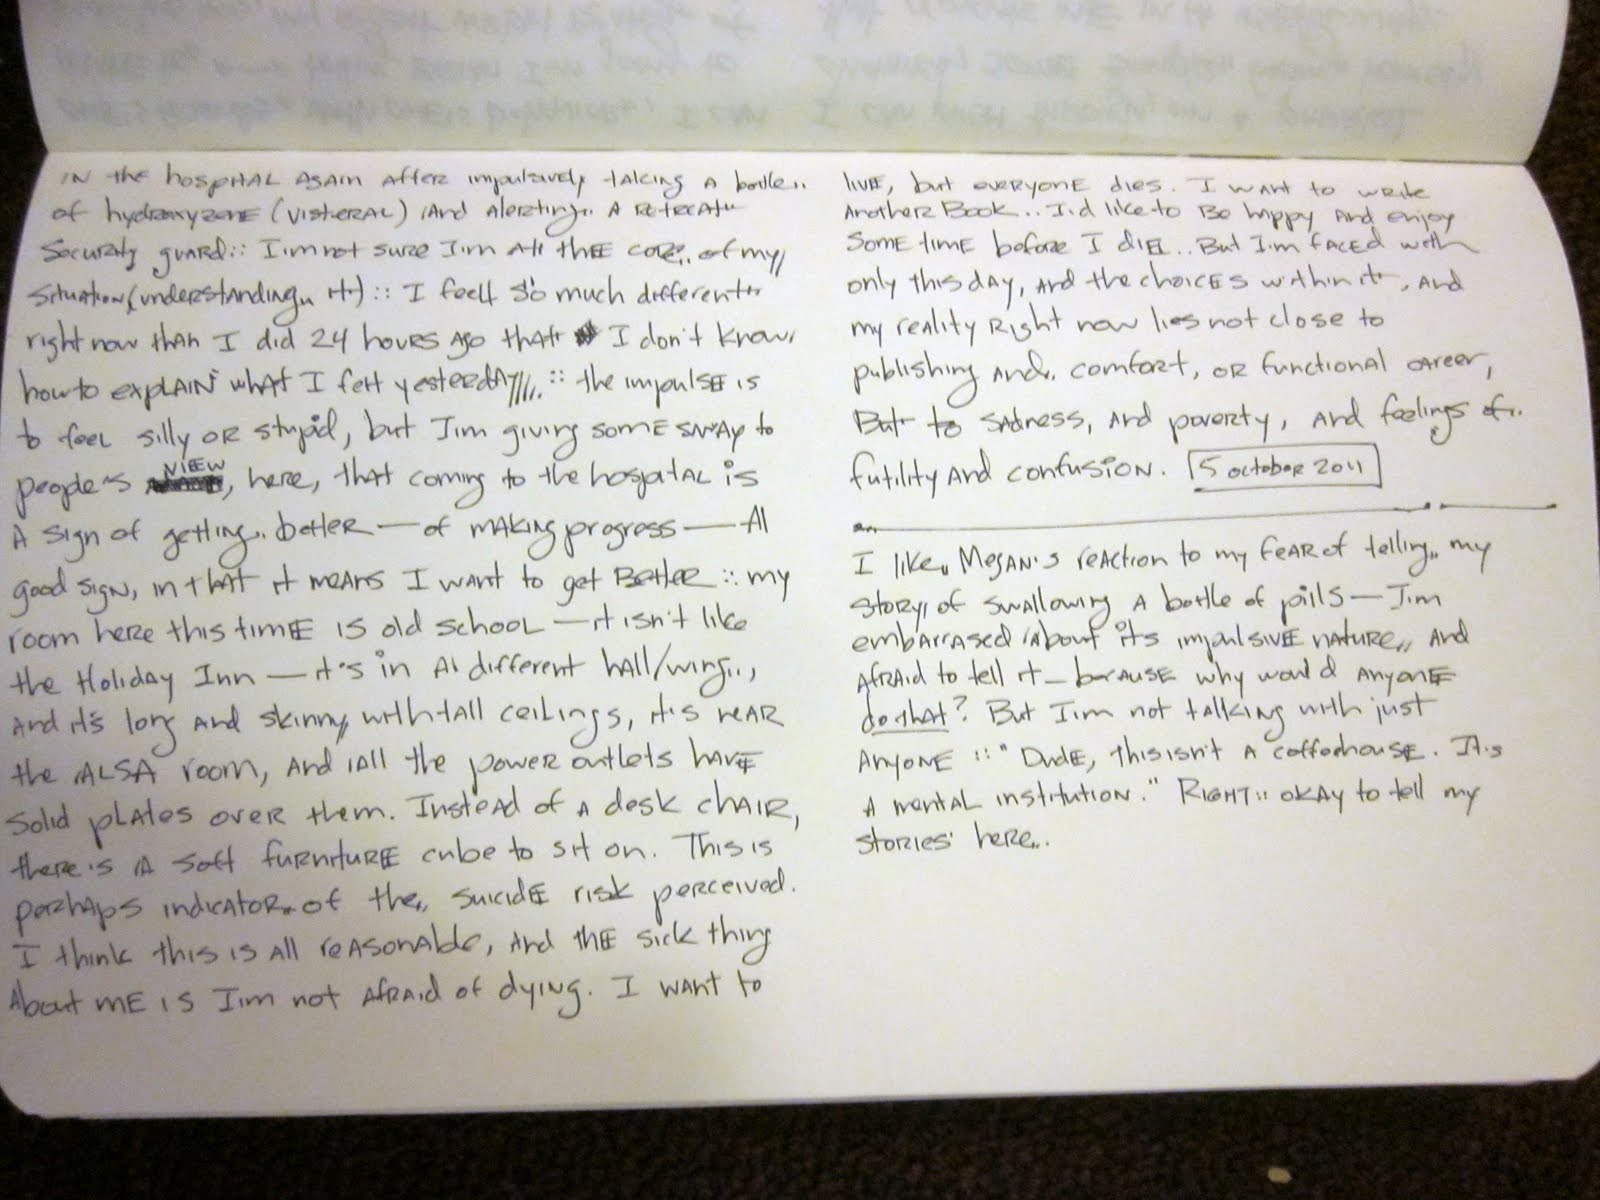 in the hospital again after impulsively taking a bottle..
of hydroxyzone (visteral) and alerting.. a retreat
security guard:: I'm not sure I'm at thee core.. of my
situation (understanding.. it) :: I feell so much different
right now than I did 24 hours ago that I don't know
how to explain what I felt yesterday :: the impulse is
to feel silly or stupid, but I'm giving some sway to
people's view, here, that coming to the hospital is
a sign of getting.. better — of making progress — A
good sign, in that it means I want to get better :: my
room here this time is old school — it isn't like
the Holiday Inn — it's in a different hall/wing..,
and it's long and skinny with tall ceilings, it's near
the ALSA room, and all the power outlets have
solid plates over them. Instead of a desk chair,
there's a soft furniture cube to sit on. This is
perhaps indicator.. of the.. suicide risk perceived.
I think this is all reasonable, and the sick thing
about me is I'm not afraid of dying. I want to
live, but everyone dies. I want to write
another book.. I'd like to be happy and enjoy
some time before I die.. But I'm faced with
only this day, and the choices within it, and
my reality right now lies not close to
publishing and.. comfort, or functional career,
But to sadness, and poverty, and feelings of..
futility and confusion. 5 october 2011
I like.. Megan's reaction to my fear of telling.. my
story, of swallowing a bottle of pills — I'm
embarrased about its impulsive nature.. and
afraid to tell it — because why would anyone
do that? But I'm not talking with just
anyone :: "Dude, this isn't a coffeehouse. It's
a mental institution." Right :: okay to tell my
stories here..